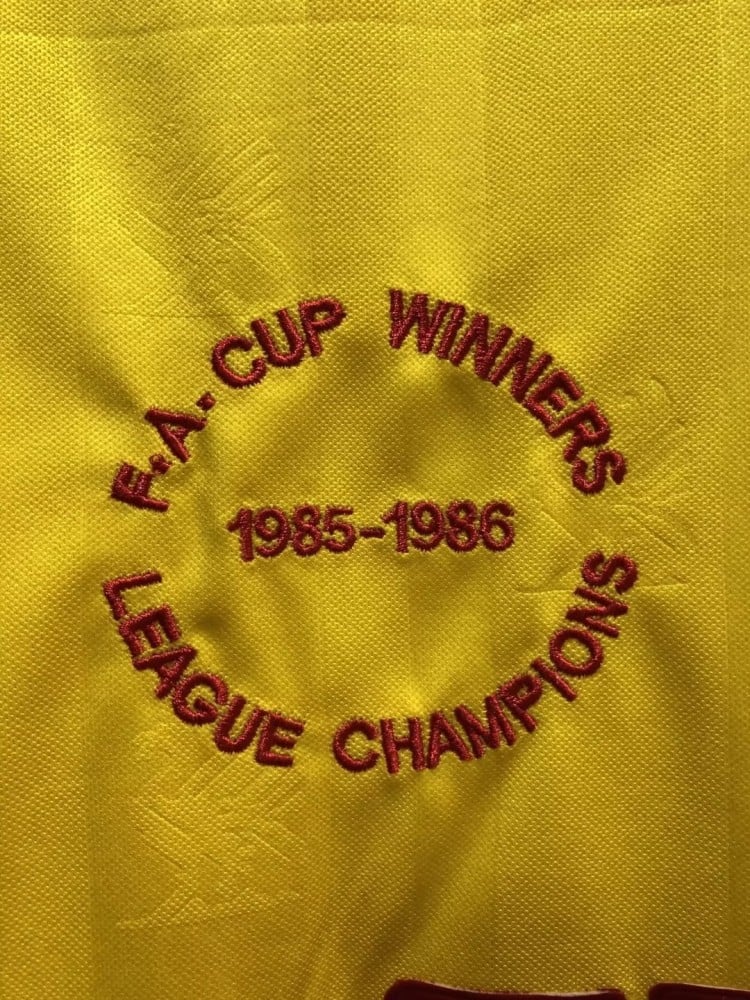 F.A. CUP WINNERS
1985-1986
LEAGUE CHAMPIONS